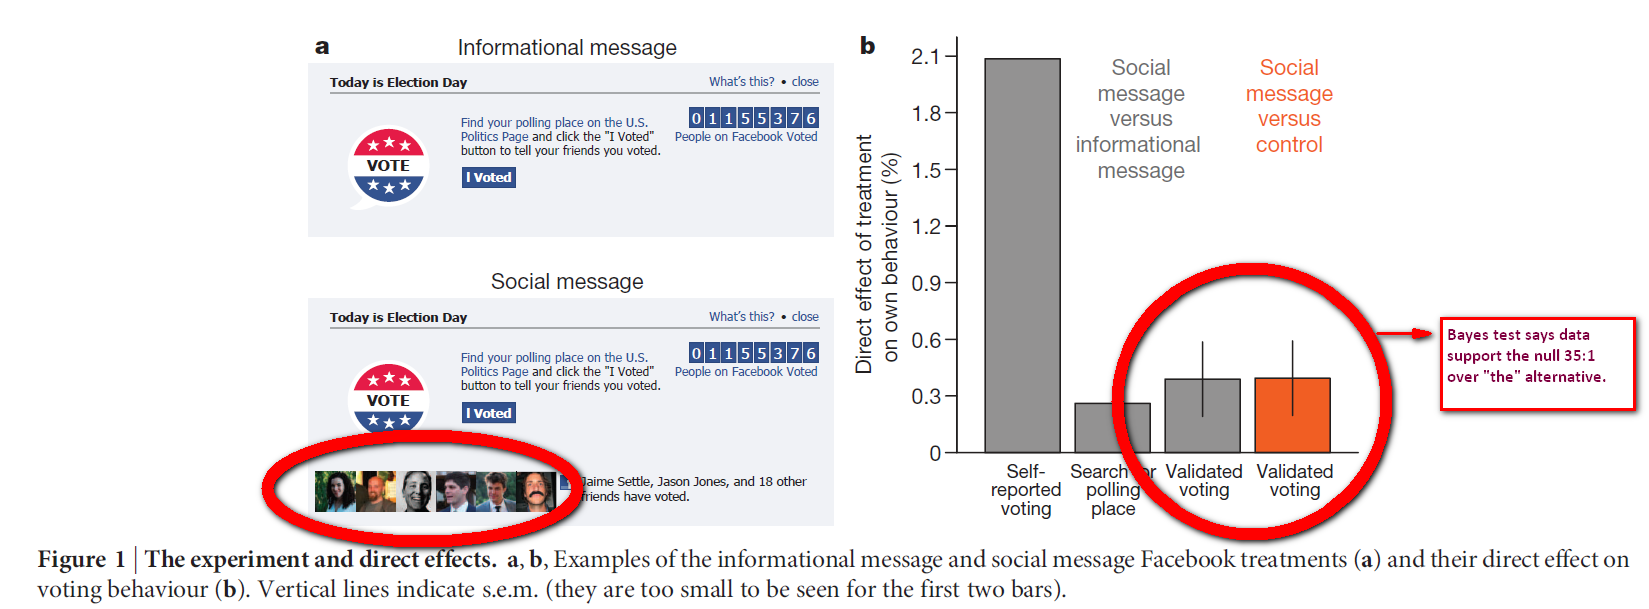 a
Informational message
Today is Election Day
What's this? • close
Find your polling place on the U.S.
Politics Page and click the "I Voted"
button to tell your friends you voted.
I Voted
0 1 1 5 5 3 7 6
People on Facebook Voted
VOTE
Social message
Today is Election Day
What's this? • close
Find your polling place on the U.S.
Politics Page and click the "I Voted"
button to tell your friends you voted.
I Voted
0 1 1 5 5 3 7 6
People on Facebook Voted
VOTE
Jaime Settle, Jason Jones, and 18 other
friends have voted.
b
Direct effect of treatment
on own behaviour (%)
2.1
1.8
1.5
1.2
0.9
0.6
0.3
0
Social
message
versus
informational
message
Social
message
versus
control
Self-
reported
voting
Search for
polling
place
Validated
voting
Validated
voting
Bayes test says data
support the null 35:1
over "the" alternative.
Figure 1 | The experiment and direct effects. a, b, Examples of the informational message and social message Facebook treatments (a) and their direct effect on
voting behaviour (b). Vertical lines indicate s.e.m. (they are too small to be seen for the first two bars).